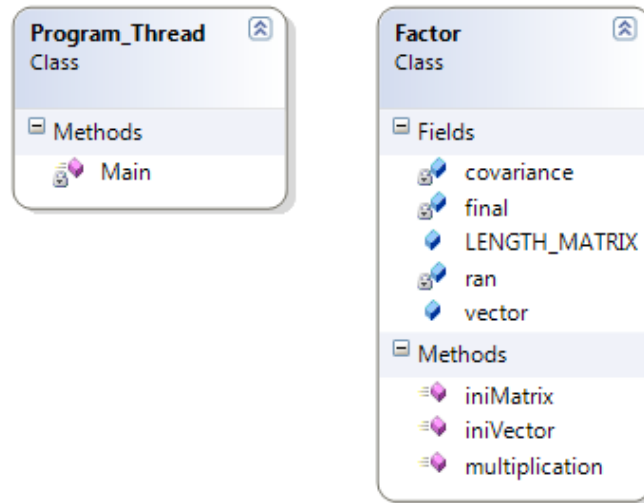 Program_Thread
Class
Methods
Main
Factor
Class
Fields
covariance
final
LENGTH_MATRIX
ran
vector
Methods
iniMatrix
iniVector
multiplication